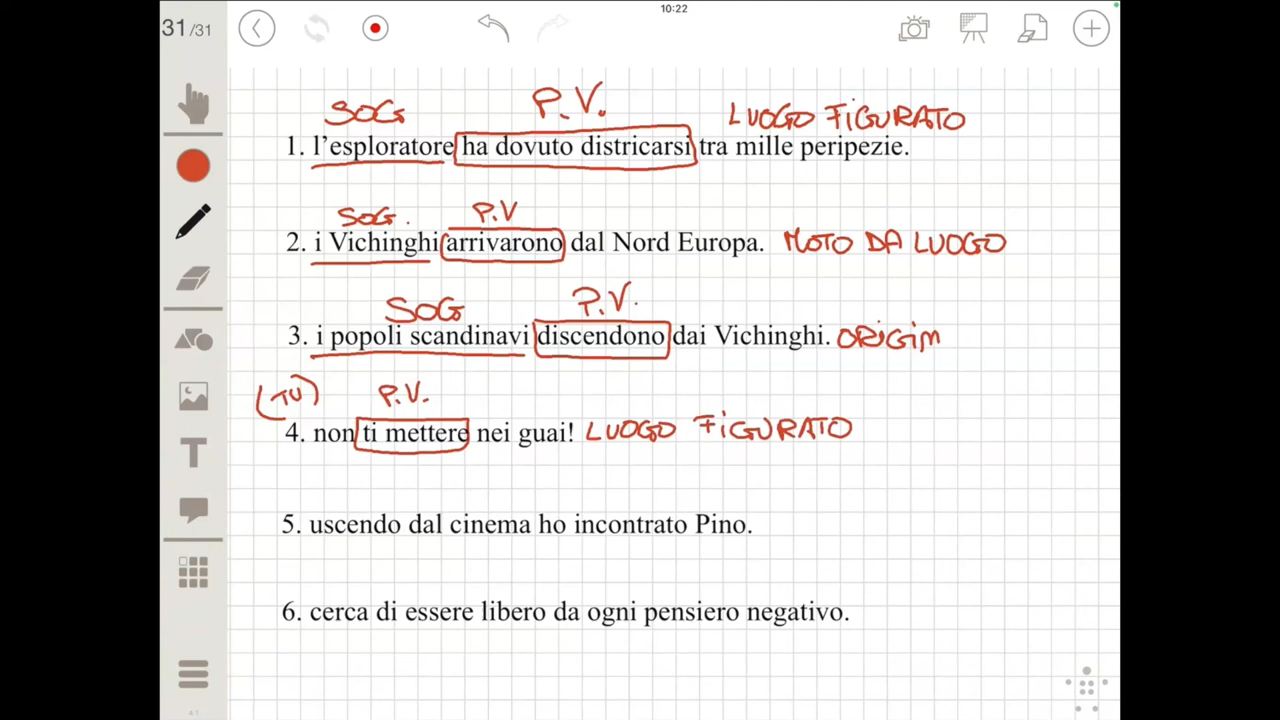 10:22
31/31
SOG P.V. LUOGO FIGURATO
1. l'esploratore ha dovuto districarsi tra mille peripezie.
SOG. P.V
2. i Vichinghi arrivarono dal Nord Europa. MOTO DA LUOGO
SOG P.V.
3. i popoli scandinavi discendono dai Vichinghi. ORIGIM
(TU) P.V.
4. non ti mettere nei guai! LUOGO FIGURATO
5. uscendo dal cinema ho incontrato Pino.
6. cerca di essere libero da ogni pensiero negativo.
T